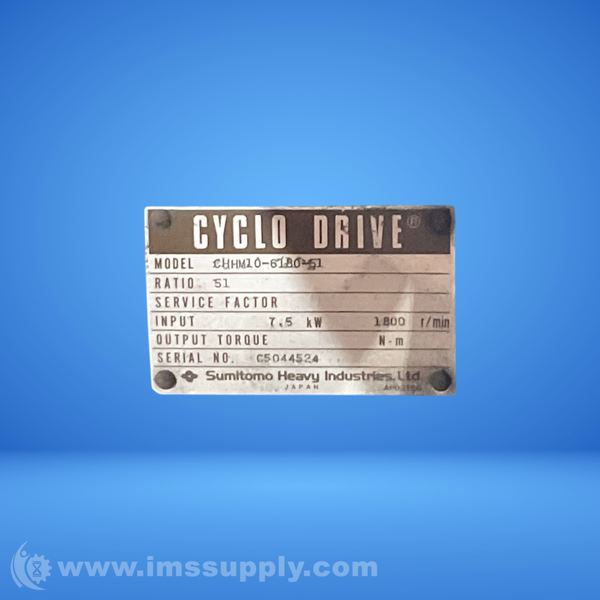 CYCLO DRIVE®
MODEL CHHM10-6180-51
RATIO 51
SERVICE FACTOR
INPUT 7.5 kW 1800 r/min
OUTPUT TORQUE N-m
SERIAL NO. C5044524
Sumitomo Heavy Industries, Ltd
JAPAN
www.imssupply.com